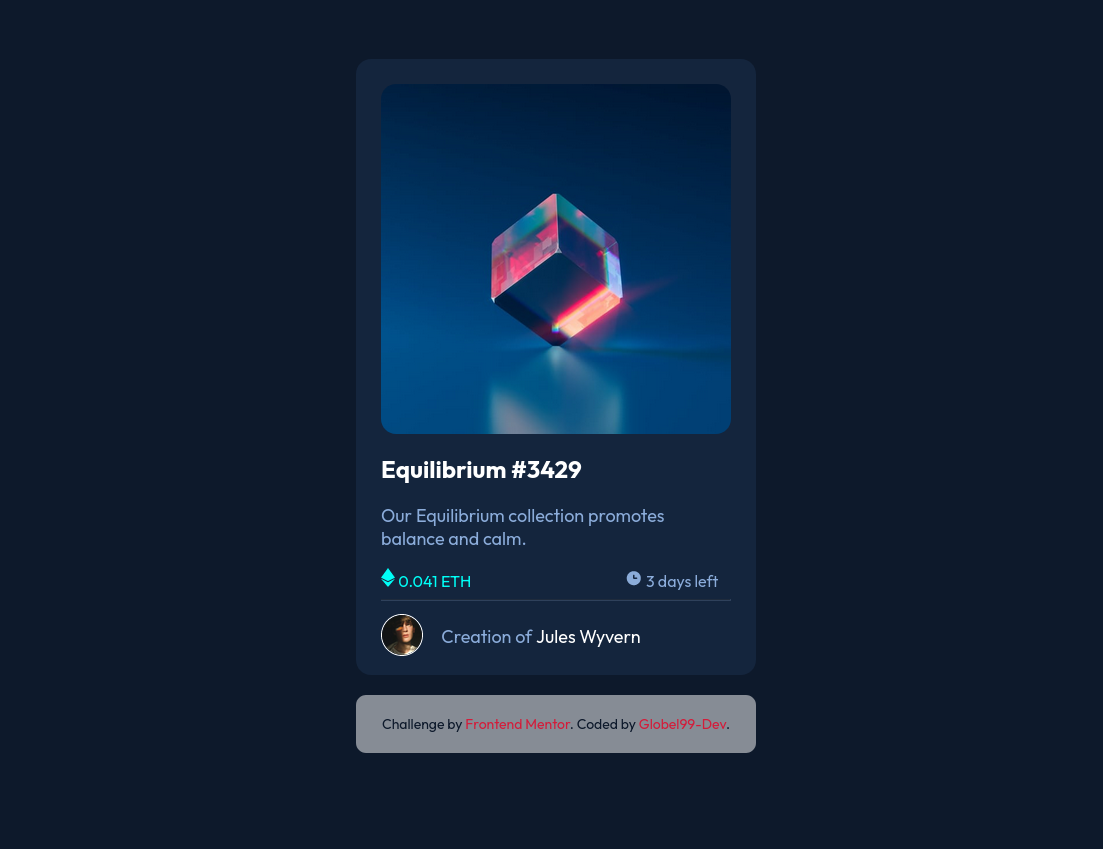 Equilibrium #3429
Our Equilibrium collection promotes
balance and calm.
0.041 ETH 3 days left
Creation of Jules Wyvern
Challenge by Frontend Mentor. Coded by Globel99-Dev.